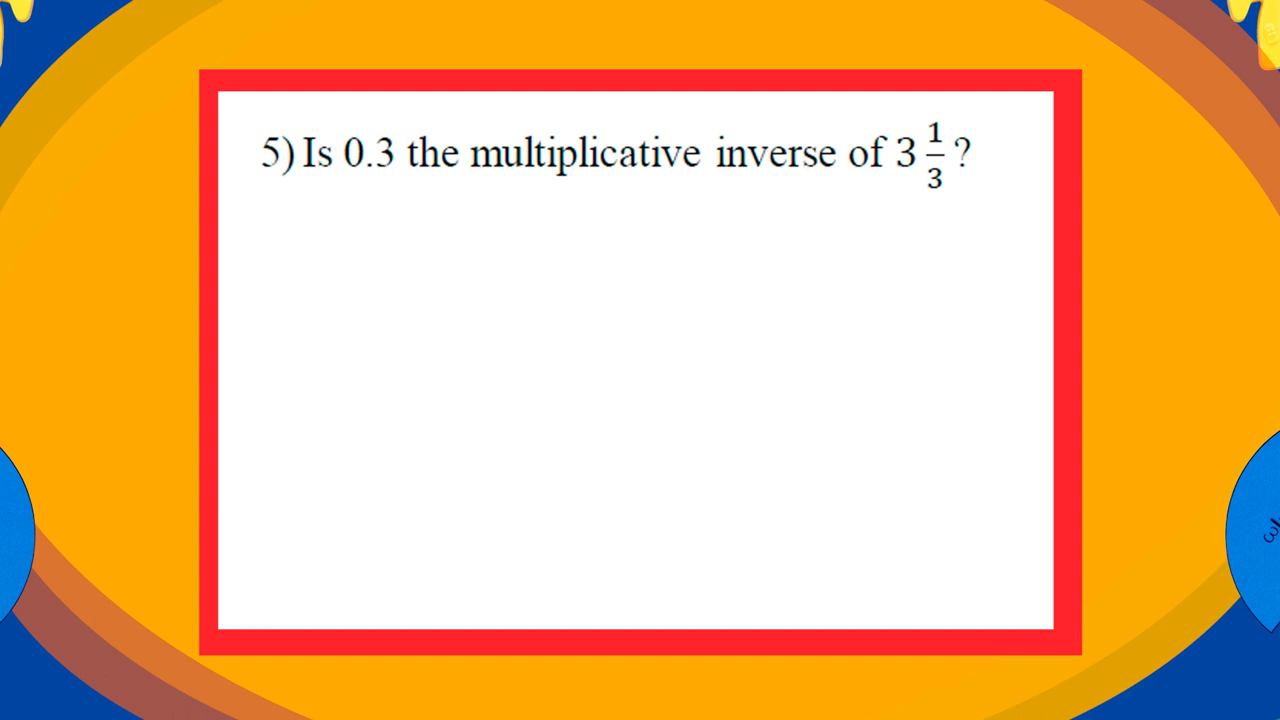 5) Is 0.3 the multiplicative inverse of 3 1/3 ?